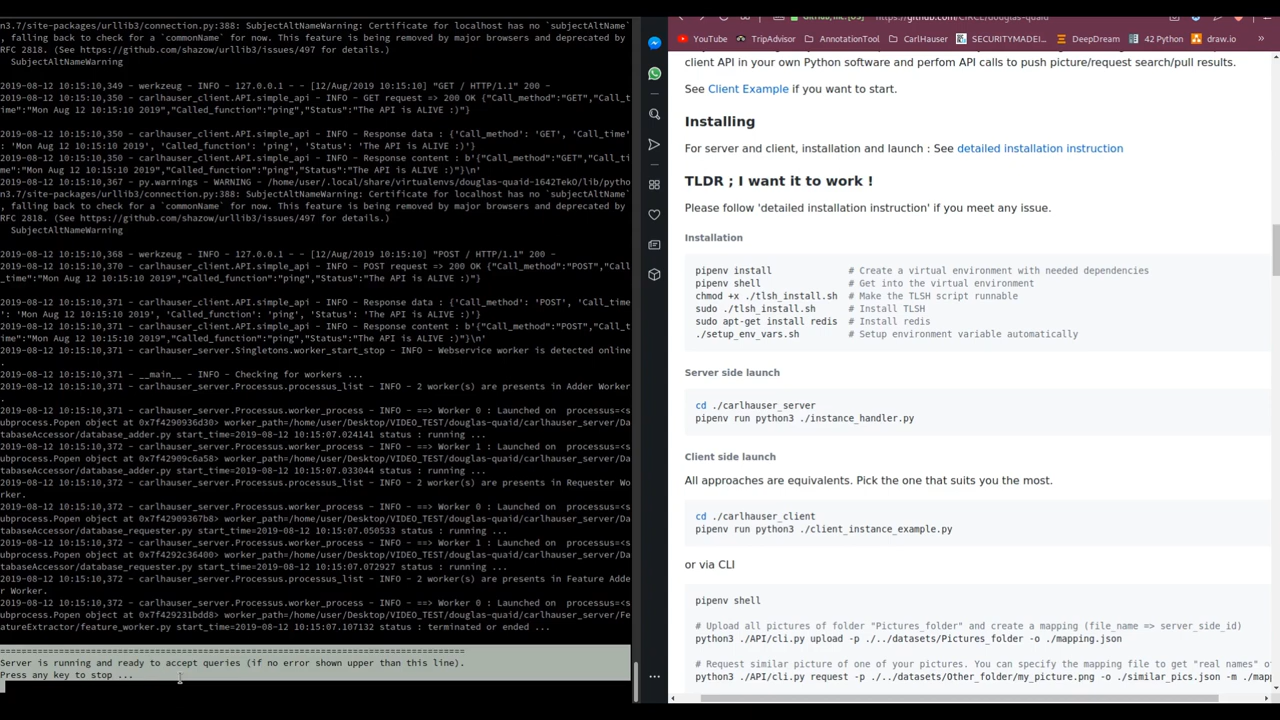 n3.7/site-packages/urllib3/connection.py:388: SubjectAltNameWarning: Certificate for localhost has no `subjectAltName`
, falling back to check for a `commonName` for now. This feature is being removed by major browsers and deprecated by
RFC 2818. (See https://github.com/shazow/urllib3/issues/497 for details.)
SubjectAltNameWarning
2019-08-12 10:15:10,349 - werkzeug - INFO - 127.0.0.1 - - [12/Aug/2019 10:15:10] "GET / HTTP/1.1" 200 -
2019-08-12 10:15:10,350 - carlhauser_client.API.simple_api - INFO - GET request => 200 OK {"Call_method":"GET","Call_t
ime":"Mon Aug 12 10:15:10 2019","Called_function":"ping","Status":"The API is ALIVE :)"}
2019-08-12 10:15:10,350 - carlhauser_client.API.simple_api - INFO - Response data : {'Call_method': 'GET', 'Call_time'
: 'Mon Aug 12 10:15:10 2019', 'Called_function': 'ping', 'Status': 'The API is ALIVE :)'}
2019-08-12 10:15:10,350 - carlhauser_client.API.simple_api - INFO - Response content : b'{"Call_method":"GET","Call_ti
me":"Mon Aug 12 10:15:10 2019","Called_function":"ping","Status":"The API is ALIVE :)"}\n'
2019-08-12 10:15:10,367 - py.warnings - WARNING - /home/user/.local/share/virtualenvs/douglas-quaid-1642TekO/lib/pytho
n3.7/site-packages/urllib3/connection.py:388: SubjectAltNameWarning: Certificate for localhost has no `subjectAltName`
, falling back to check for a `commonName` for now. This feature is being removed by major browsers and deprecated by
RFC 2818. (See https://github.com/shazow/urllib3/issues/497 for details.)
SubjectAltNameWarning
2019-08-12 10:15:10,368 - werkzeug - INFO - 127.0.0.1 - - [12/Aug/2019 10:15:10] "POST / HTTP/1.1" 200 -
2019-08-12 10:15:10,370 - carlhauser_client.API.simple_api - INFO - POST request => 200 OK {"Call_method":"POST","Call
_time":"Mon Aug 12 10:15:10 2019","Called_function":"ping","Status":"The API is ALIVE :)"}
2019-08-12 10:15:10,371 - carlhauser_client.API.simple_api - INFO - Response data : {'Call_method': 'POST', 'Call_time
': 'Mon Aug 12 10:15:10 2019', 'Called_function': 'ping', 'Status': 'The API is ALIVE :)'}
2019-08-12 10:15:10,371 - carlhauser_client.API.simple_api - INFO - Response content : b'{"Call_method":"POST","Call_t
ime":"Mon Aug 12 10:15:10 2019","Called_function":"ping","Status":"The API is ALIVE :)"}\n'
2019-08-12 10:15:10,371 - carlhauser_server.Singletons.worker_start_stop - INFO - Webservice worker is detected online
.
2019-08-12 10:15:10,371 - __main__ - INFO - Checking for workers ...
2019-08-12 10:15:10,371 - carlhauser_server.Processus.processus_list - INFO - 2 worker(s) are presents in Adder Worker
.
2019-08-12 10:15:10,371 - carlhauser_server.Processus.worker_process - INFO - ==> Worker 0 : Launched on  processus=<s
ubprocess.Popen object at 0x7f4290936d30> worker_path=/home/user/Desktop/VIDEO_TEST/douglas-quaid/carlhauser_server/Da
tabaseAccessor/database_adder.py start_time=2019-08-12 10:15:07.024141 status : running ...
2019-08-12 10:15:10,372 - carlhauser_server.Processus.worker_process - INFO - ==> Worker 1 : Launched on  processus=<s
ubprocess.Popen object at 0x7f4290c6a58> worker_path=/home/user/Desktop/VIDEO_TEST/douglas-quaid/carlhauser_server/Da
tabaseAccessor/database_adder.py start_time=2019-08-12 10:15:07.033044 status : running ...
2019-08-12 10:15:10,372 - carlhauser_server.Processus.processus_list - INFO - 2 worker(s) are presents in Requester Wo
rker.
2019-08-12 10:15:10,372 - carlhauser_server.Processus.worker_process - INFO - ==> Worker 0 : Launched on  processus=<s
ubprocess.Popen object at 0x7f42909367b8> worker_path=/home/user/Desktop/VIDEO_TEST/douglas-quaid/carlhauser_server/Da
tabaseAccessor/database_requester.py start_time=2019-08-12 10:15:07.050533 status : running ...
2019-08-12 10:15:10,372 - carlhauser_server.Processus.worker_process - INFO - ==> Worker 1 : Launched on  processus=<s
ubprocess.Popen object at 0x7f4292c36400> worker_path=/home/user/Desktop/VIDEO_TEST/douglas-quaid/carlhauser_server/Da
tabaseAccessor/database_requester.py start_time=2019-08-12 10:15:07.072927 status : running ...
2019-08-12 10:15:10,372 - carlhauser_server.Processus.processus_list - INFO - 2 worker(s) are presents in Feature Adde
r Worker.
2019-08-12 10:15:10,372 - carlhauser_server.Processus.worker_process - INFO - ==> Worker 0 : Launched on  processus=<s
ubprocess.Popen object at 0x7f429231bdd8> worker_path=/home/user/Desktop/VIDEO_TEST/douglas-quaid/carlhauser_server/Fe
atureExtractor/feature_worker.py start_time=2019-08-12 10:15:07.107132 status : terminated or ended ...
==============================================================================
Server is running and ready to accept queries (if no error shown upper than this line).
Press any key to stop ...
YouTube
TripAdvisor
AnnotationTool
CarlHauser
SECURITYMADEI...
DeepDream
42 Python
draw.io
client API in your own Python software and perfom API calls to push picture/request search/pull results.
See Client Example if you want to start.
Installing
For server and client, installation and launch : See detailed installation instruction
TLDR ; I want it to work !
Please follow 'detailed installation instruction' if you meet any issue.
Installation
pipenv install # Create a virtual environment with needed dependencies
pipenv shell # Get into the virtual environment
chmod +x ./tlsh_install.sh # Make the TLSH script runnable
sudo ./tlsh_install.sh # Install TLSH
sudo apt-get install redis # Install redis
./setup_env_vars.sh # Setup environment variable automatically
Server side launch
cd ./carlhauser_server
pipenv run python3 ./instance_handler.py
Client side launch
All approaches are equivalents. Pick the one that suits you the most.
cd ./carlhauser_client
pipenv run python3 ./client_instance_example.py
or via CLI
pipenv shell
# Upload all pictures of folder "Pictures_folder" and create a mapping (file_name => server_side_id)
python3 ./API/cli.py upload -p ./../datasets/Pictures_folder -o ./mapping.json
# Request similar picture of one of your pictures. You can specify the mapping file to get "real names" o
python3 ./API/cli.py request -p ./../datasets/Other_folder/my_picture.png -o ./similar_pics.json -m ./mapp